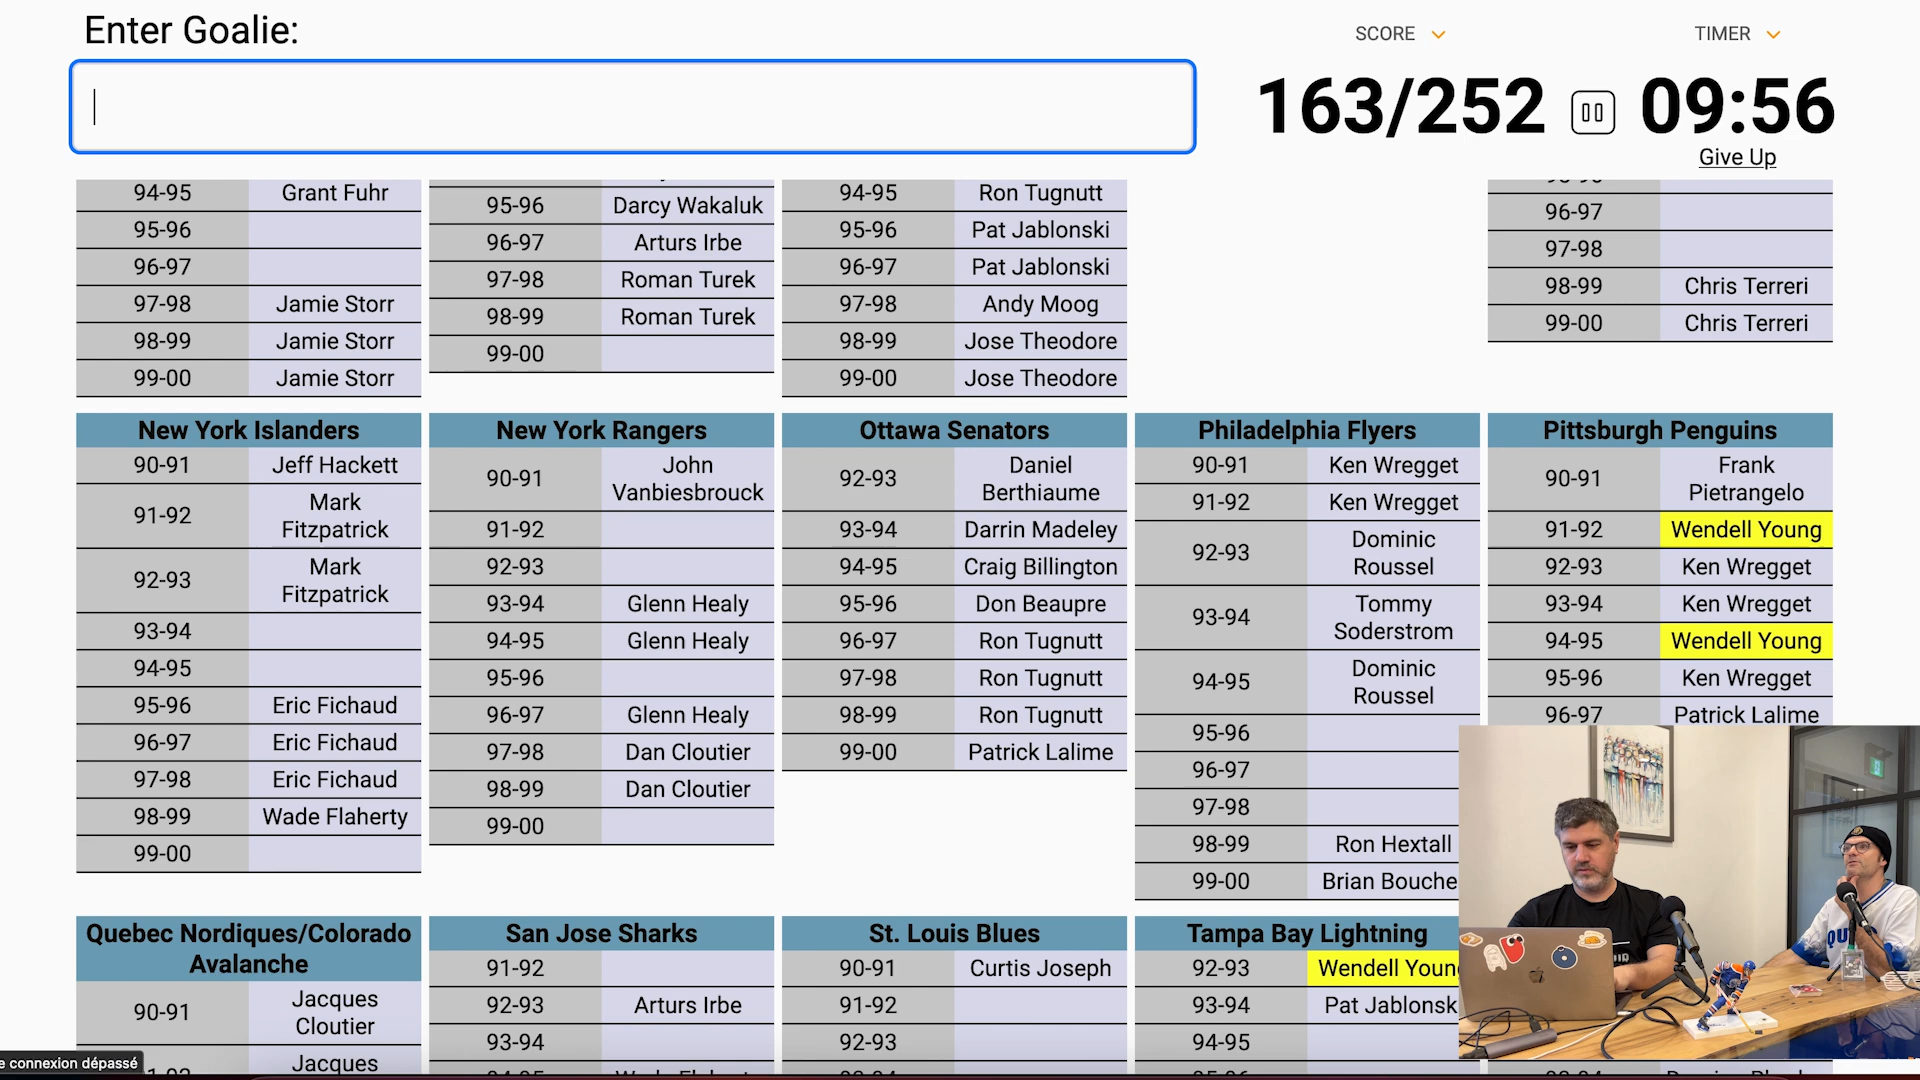 Enter Goalie:
SCORE
TIMER
163/252
09:56
Give Up
94-95 Grant Fuhr
95-96
96-97
97-98 Jamie Storr
98-99 Jamie Storr
99-00 Jamie Storr
95-96 Darcy Wakaluk
96-97 Arturs Irbe
97-98 Roman Turek
98-99 Roman Turek
99-00
94-95 Ron Tugnutt
95-96 Pat Jablonski
96-97 Pat Jablonski
97-98 Andy Moog
98-99 Jose Theodore
99-00 Jose Theodore
96-97
97-98
98-99 Chris Terreri
99-00 Chris Terreri
New York Islanders
90-91 Jeff Hackett
91-92 Mark
Fitzpatrick
92-93 Mark
Fitzpatrick
93-94
94-95
95-96 Eric Fichaud
96-97 Eric Fichaud
97-98 Eric Fichaud
98-99 Wade Flaherty
99-00
New York Rangers
90-91 John
Vanbiesbrouck
91-92
92-93
93-94 Glenn Healy
94-95 Glenn Healy
95-96
96-97 Glenn Healy
97-98 Dan Cloutier
98-99 Dan Cloutier
99-00
Ottawa Senators
92-93 Daniel
Berthiaume
93-94 Darrin Madeley
94-95 Craig Billington
95-96 Don Beaupre
96-97 Ron Tugnutt
97-98 Ron Tugnutt
98-99 Ron Tugnutt
99-00 Patrick Lalime
Philadelphia Flyers
90-91 Ken Wregget
91-92 Ken Wregget
92-93 Dominic
Roussel
93-94 Tommy
Soderstrom
94-95 Dominic
Roussel
95-96
96-97
97-98
98-99 Ron Hextall
99-00 Brian Bouche
Pittsburgh Penguins
90-91 Frank
Pietrangelo
91-92 Wendell Young
92-93 Ken Wregget
93-94 Ken Wregget
94-95 Wendell Young
95-96 Ken Wregget
96-97 Patrick Lalime
Quebec Nordiques/Colorado
Avalanche
90-91 Jacques
Cloutier
Jacques
San Jose Sharks
91-92
92-93 Arturs Irbe
93-94
St. Louis Blues
90-91 Curtis Joseph
91-92
92-93
Tampa Bay Lightning
92-93 Wendell Youn
93-94 Pat Jablonsk
94-95
e connexion dépassé